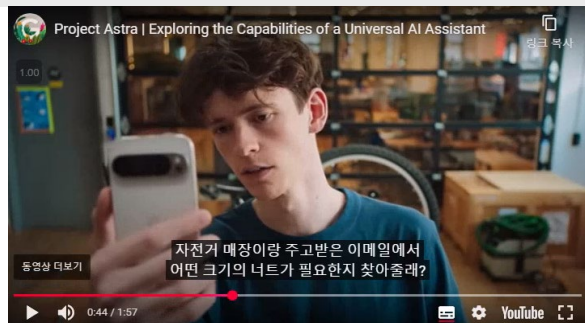 Project Astra | Exploring the Capabilities of a Universal AI Assistant
링크 복사
1.00
자전거 매장이랑 주고받은 이메일에서
어떤 크기의 너트가 필요한지 찾아줄래?
동영상 더보기
0:44 / 1:57
YouTube